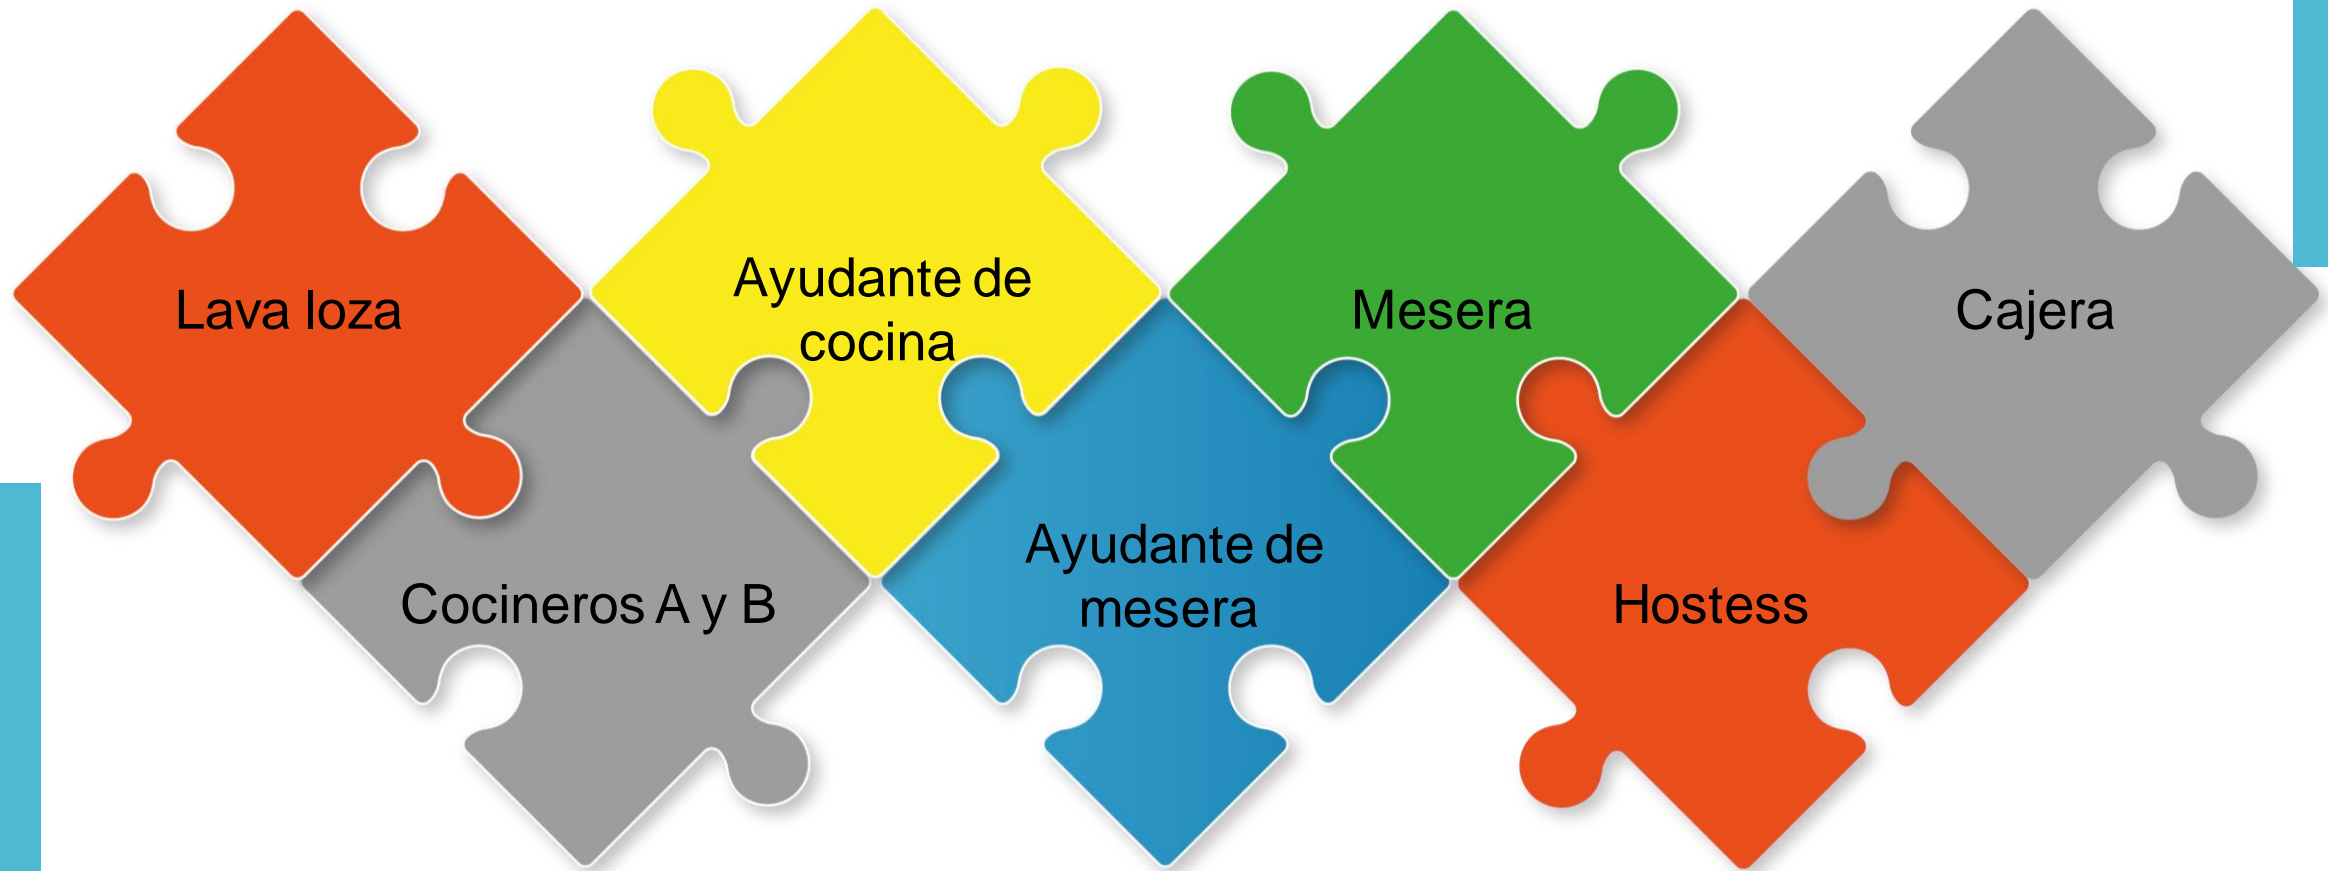 Lava loza
Ayudante de
cocina
Mesera
Cajera
Cocineros A y B
Ayudante de
mesera
Hostess